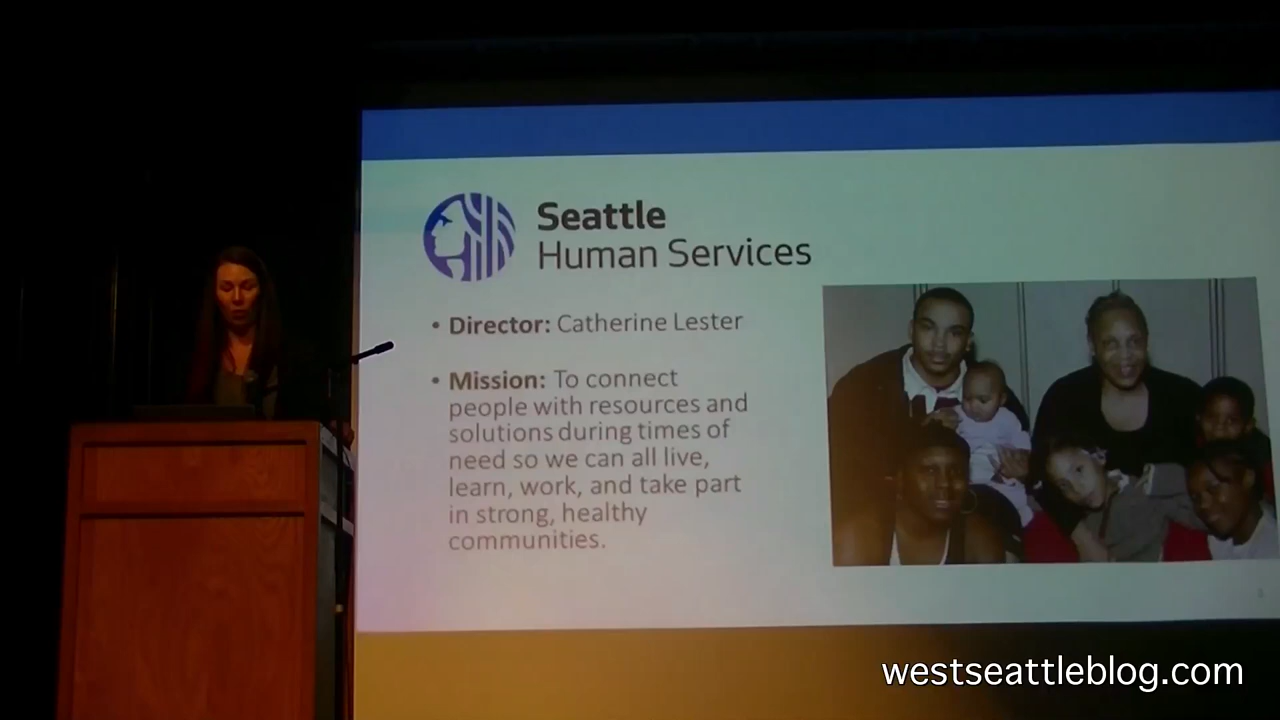 Seattle
Human Services
• Director: Catherine Lester
• Mission: To connect
people with resources and
solutions during times of
need so we can all live,
learn, work, and take part
in strong, healthy
communities.
westseattleblog.com